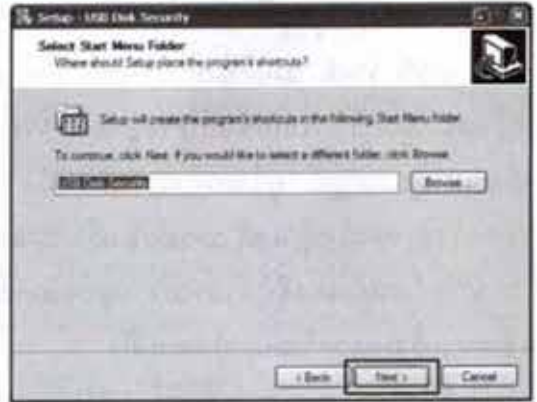 Setup - USB Disk Security
Select Start Menu Folder
Where should Setup place the program's shortcuts?
Setup will create the program's shortcuts in the following Start Menu folder.
To continue, click Next. If you would like to select a different folder, click Browse.
USB Disk Security
Browse...
< Back
Next >
Cancel